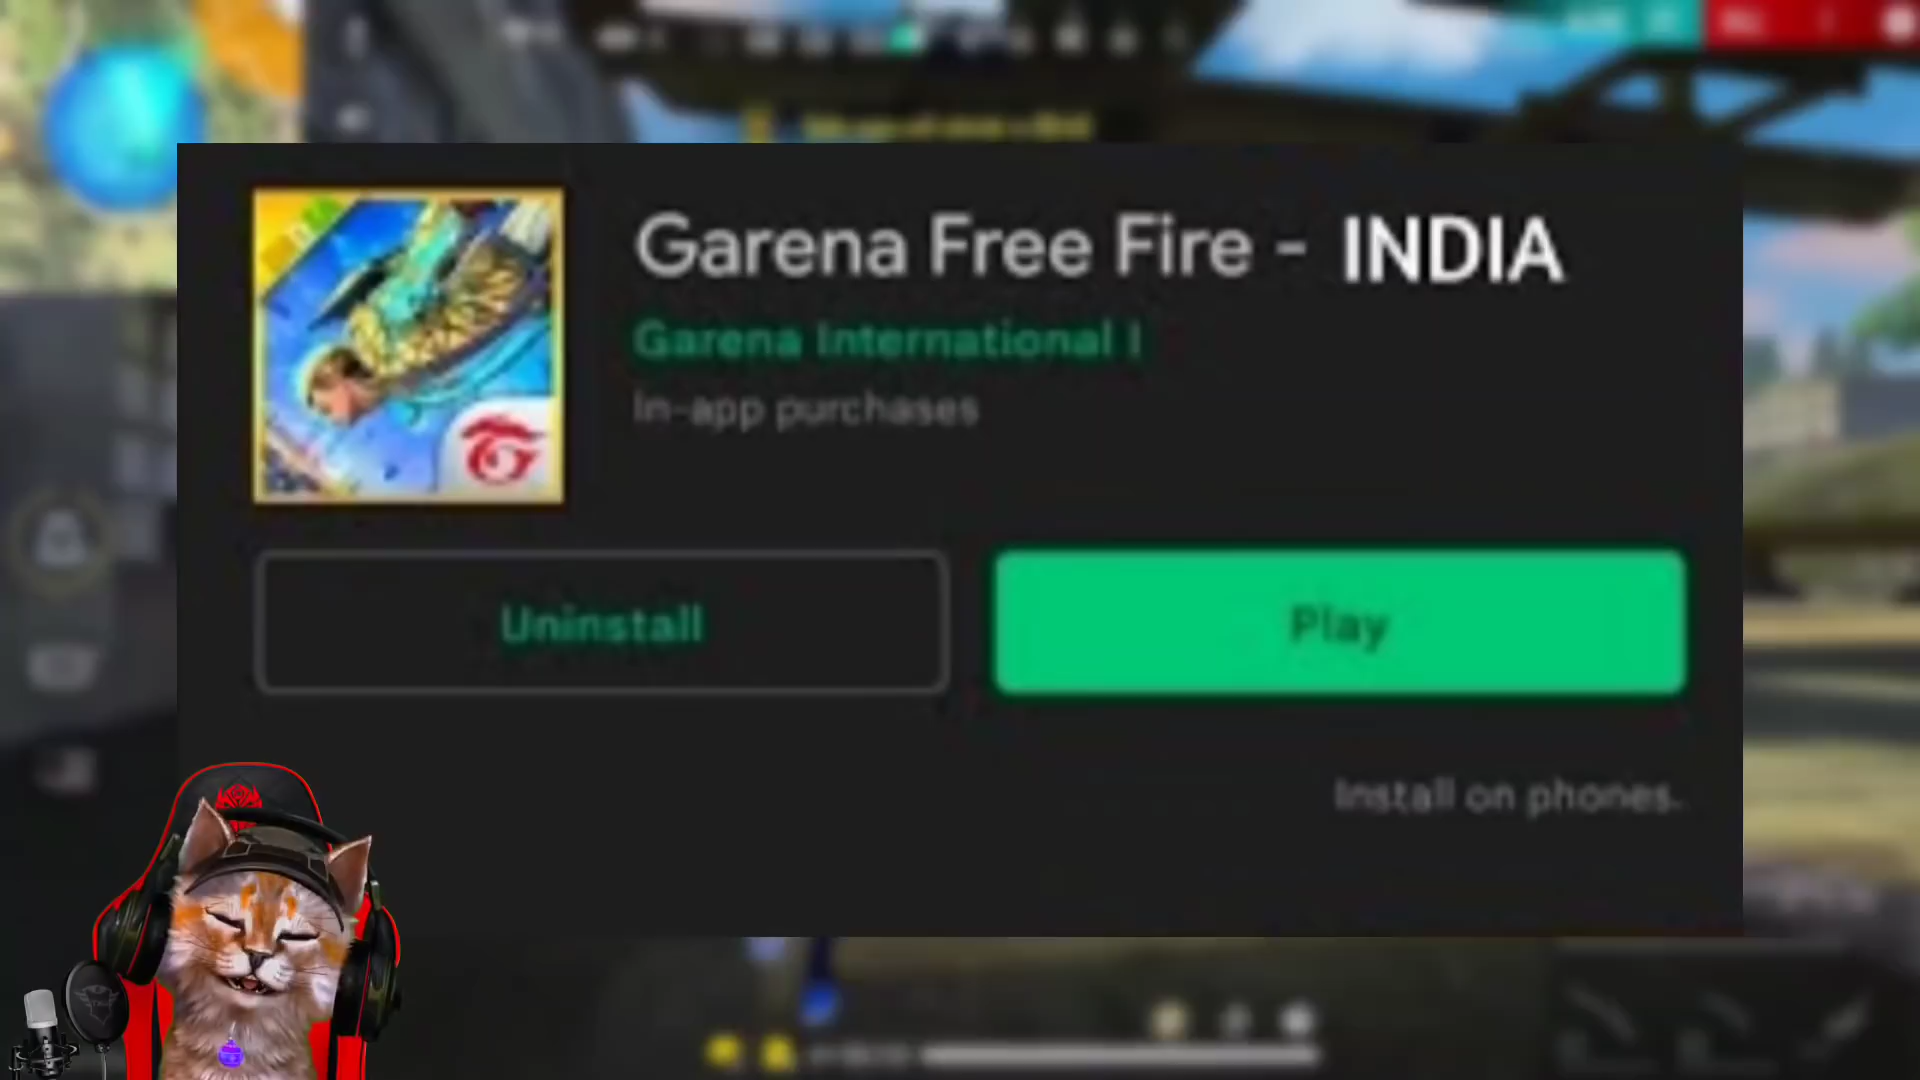 Garena Free Fire - INDIA
Garena International I
In-app purchases
Uninstall
Play
Install on phones.